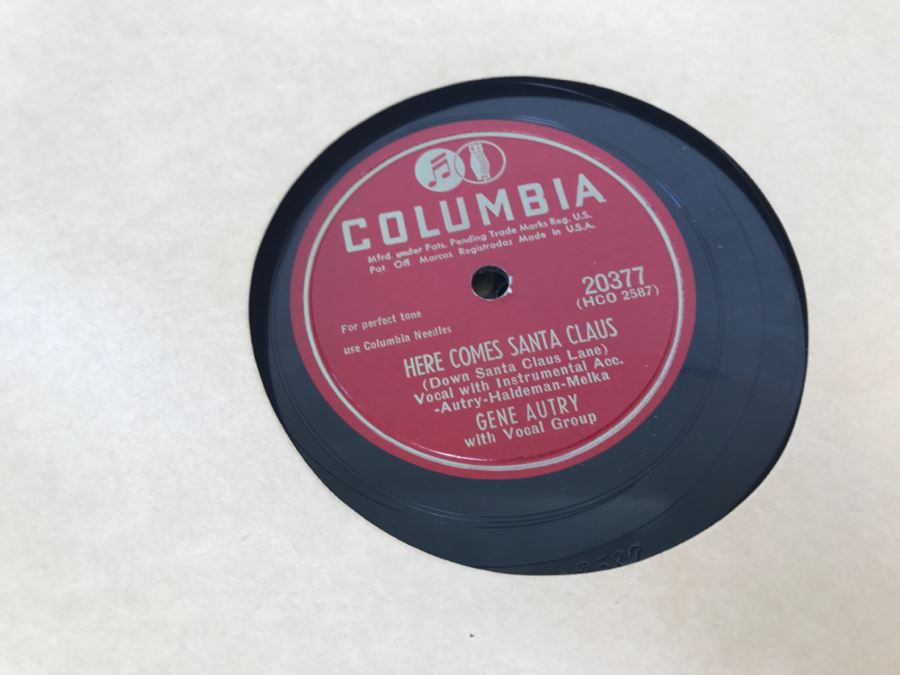 COLUMBIA
Mfrd. under Pats. Pending Trade Marks Reg. U.S.
Pat. Off. Marcas Registradas Made in U.S.A.
20377
(HCO 2587)
For perfect tone
use Columbia Needles
HERE COMES SANTA CLAUS
(Down Santa Claus Lane)
Vocal with Instrumental Acc.
-Autry-Haldeman-Melka
GENE AUTRY
with Vocal Group
2587